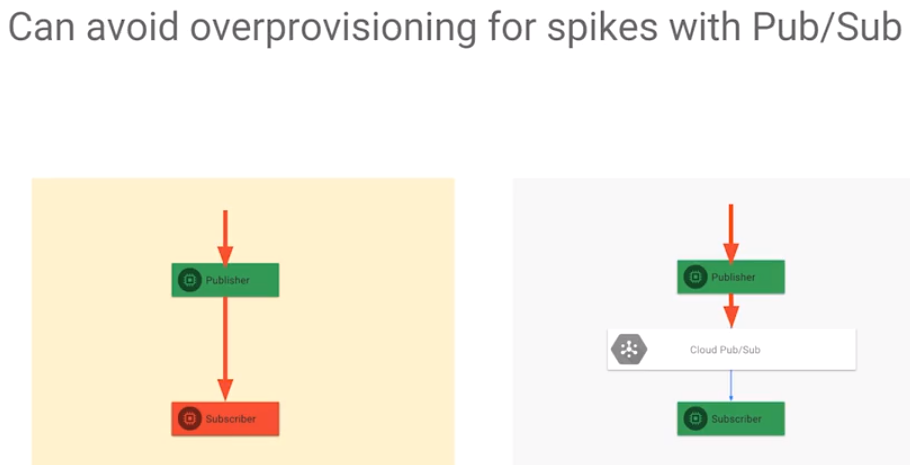 Can avoid overprovisioning for spikes with Pub/Sub
Publisher
Subscriber
Publisher
Cloud Pub/Sub
Subscriber